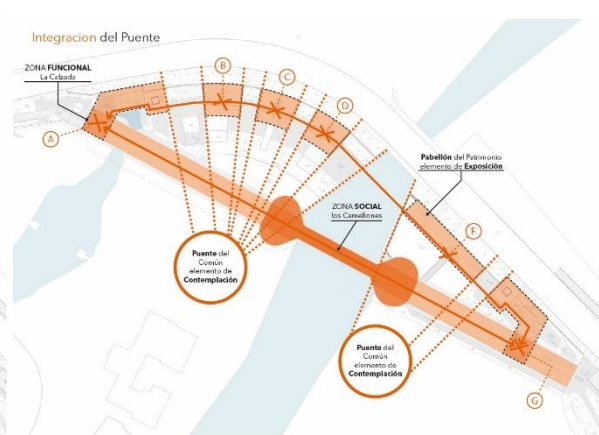 Integracion del Puente
ZONA FUNCIONAL
La Calzada
A
B
C
D
Pabellón del Patrimonio
elemento de Exposición
ZONA SOCIAL
los Camellones
F
Puente del
Común
elemento de
Contemplación
Puente del
Común
elemento de
Contemplación
G